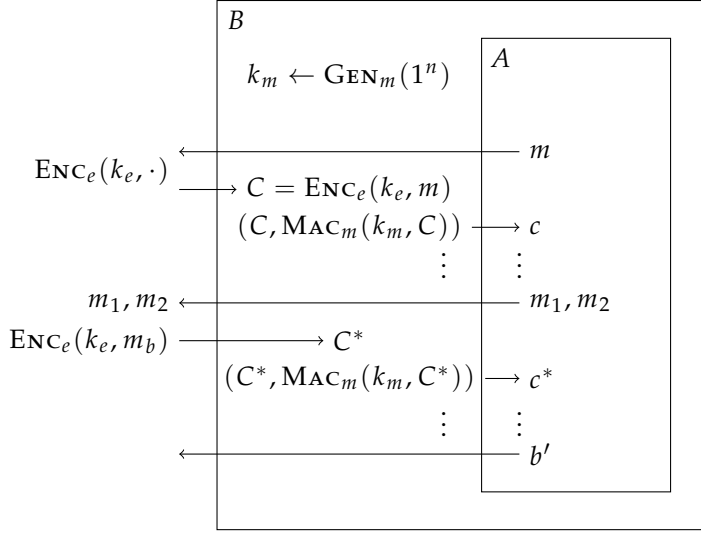 B
A
k_m ← GEN_m(1^n)
m
ENC_e(k_e, ·)
C = ENC_e(k_e, m)
(C, MAC_m(k_m, C))
c
⋮ ⋮
m_1, m_2
m_1, m_2
ENC_e(k_e, m_b)
C*
(C*, MAC_m(k_m, C*))
c*
⋮ ⋮
b′